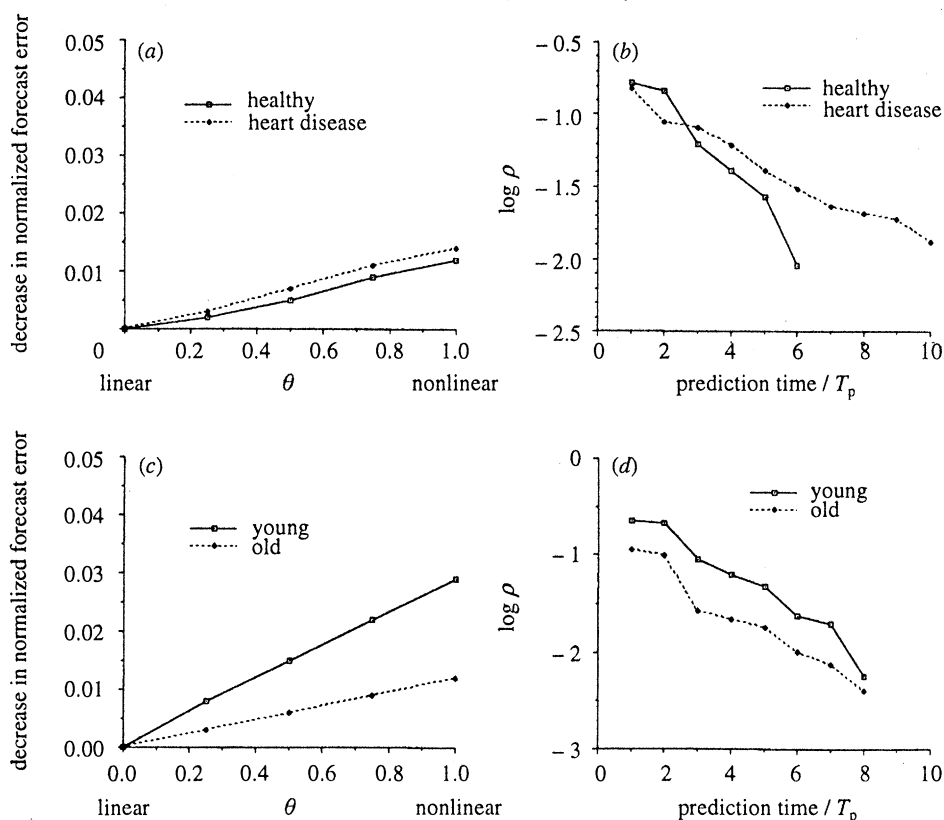 (a)
decrease in normalized forecast error
0.05
0.04
0.03
0.02
0.01
healthy
heart disease
0 0.2 0.4 0.6 0.8 1.0
linear θ nonlinear
(b)
log ρ
− 0.5
− 1.0
− 1.5
− 2.0
−2.5
healthy
heart disease
0 2 4 6 8 10
prediction time / Tp
(c)
decrease in normalized forecast error
0.05
0.04
0.03
0.02
0.01
0.00
young
old
0.0 0.2 0.4 0.6 0.8 1.0
linear θ nonlinear
(d)
log ρ
0
− 1
− 2
− 3
young
old
0 2 4 6 8 10
prediction time / Tp